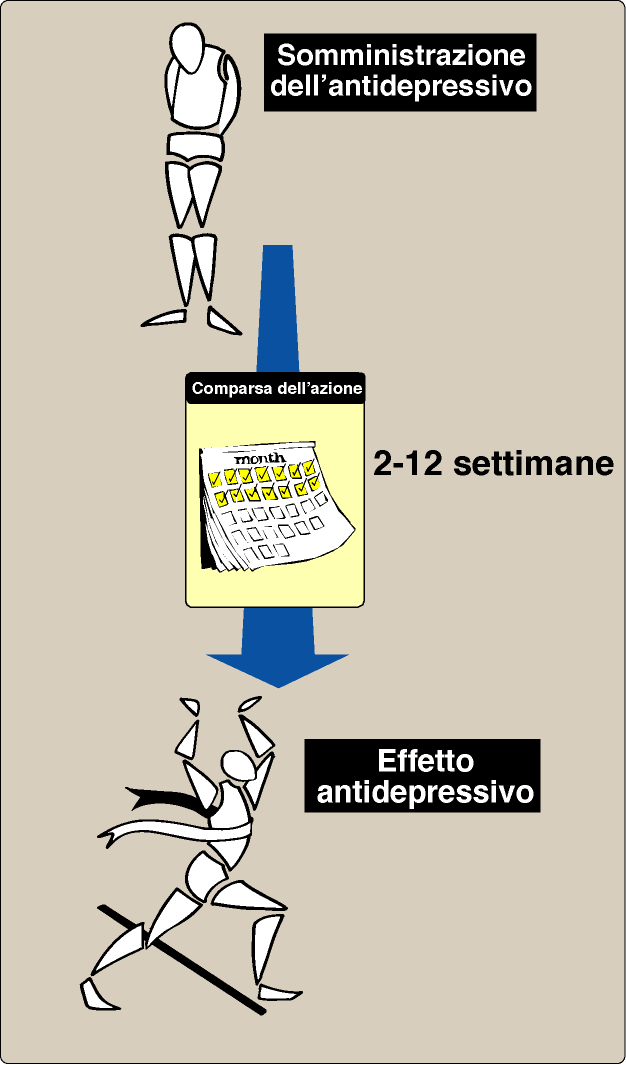 Somministrazione
dell'antidepressivo
Comparsa dell'azione
month
2-12 settimane
Effetto
antidepressivo